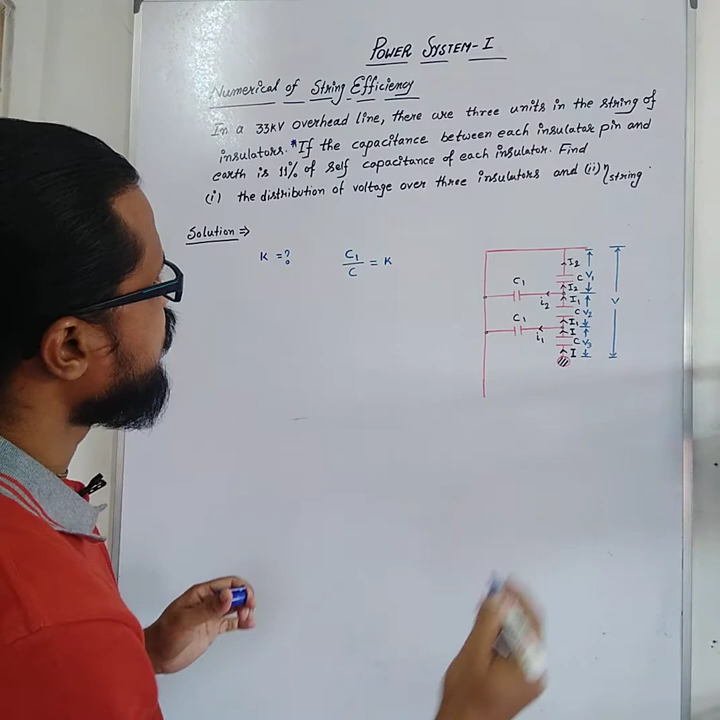 POWER SYSTEM-I
Numerical of String Efficiency
In a 33kV overhead line, there are three units in the string of
insulators. *If the capacitance between each insulator pin and
earth is 11% of self capacitance of each insulator. Find
(i) the distribution of voltage over three insulators and (ii) η string
Solution ⇒
K = ?
C1/C = K
I2
C V1
I2
C1
i2
I1
C V2
V
C1
i1
I1
I
C V3
I